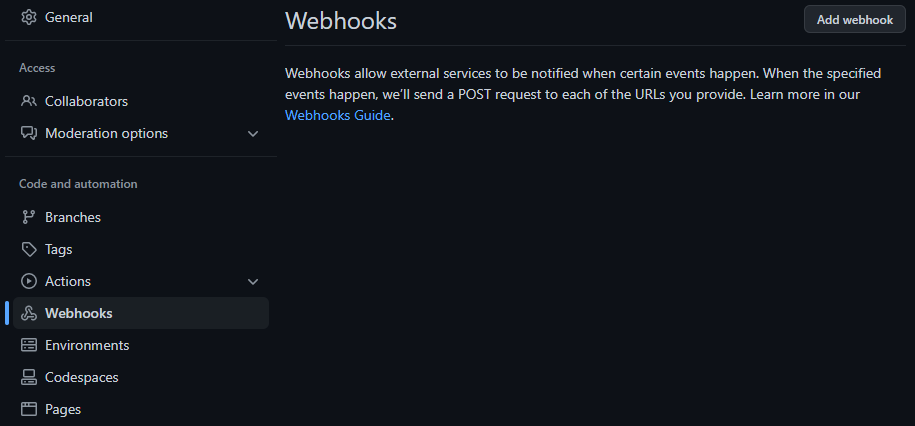 General
Access
Collaborators
Moderation options
Code and automation
Branches
Tags
Actions
Webhooks
Environments
Codespaces
Pages
Webhooks
Add webhook
Webhooks allow external services to be notified when certain events happen. When the specified
events happen, we'll send a POST request to each of the URLs you provide. Learn more in our
Webhooks Guide.